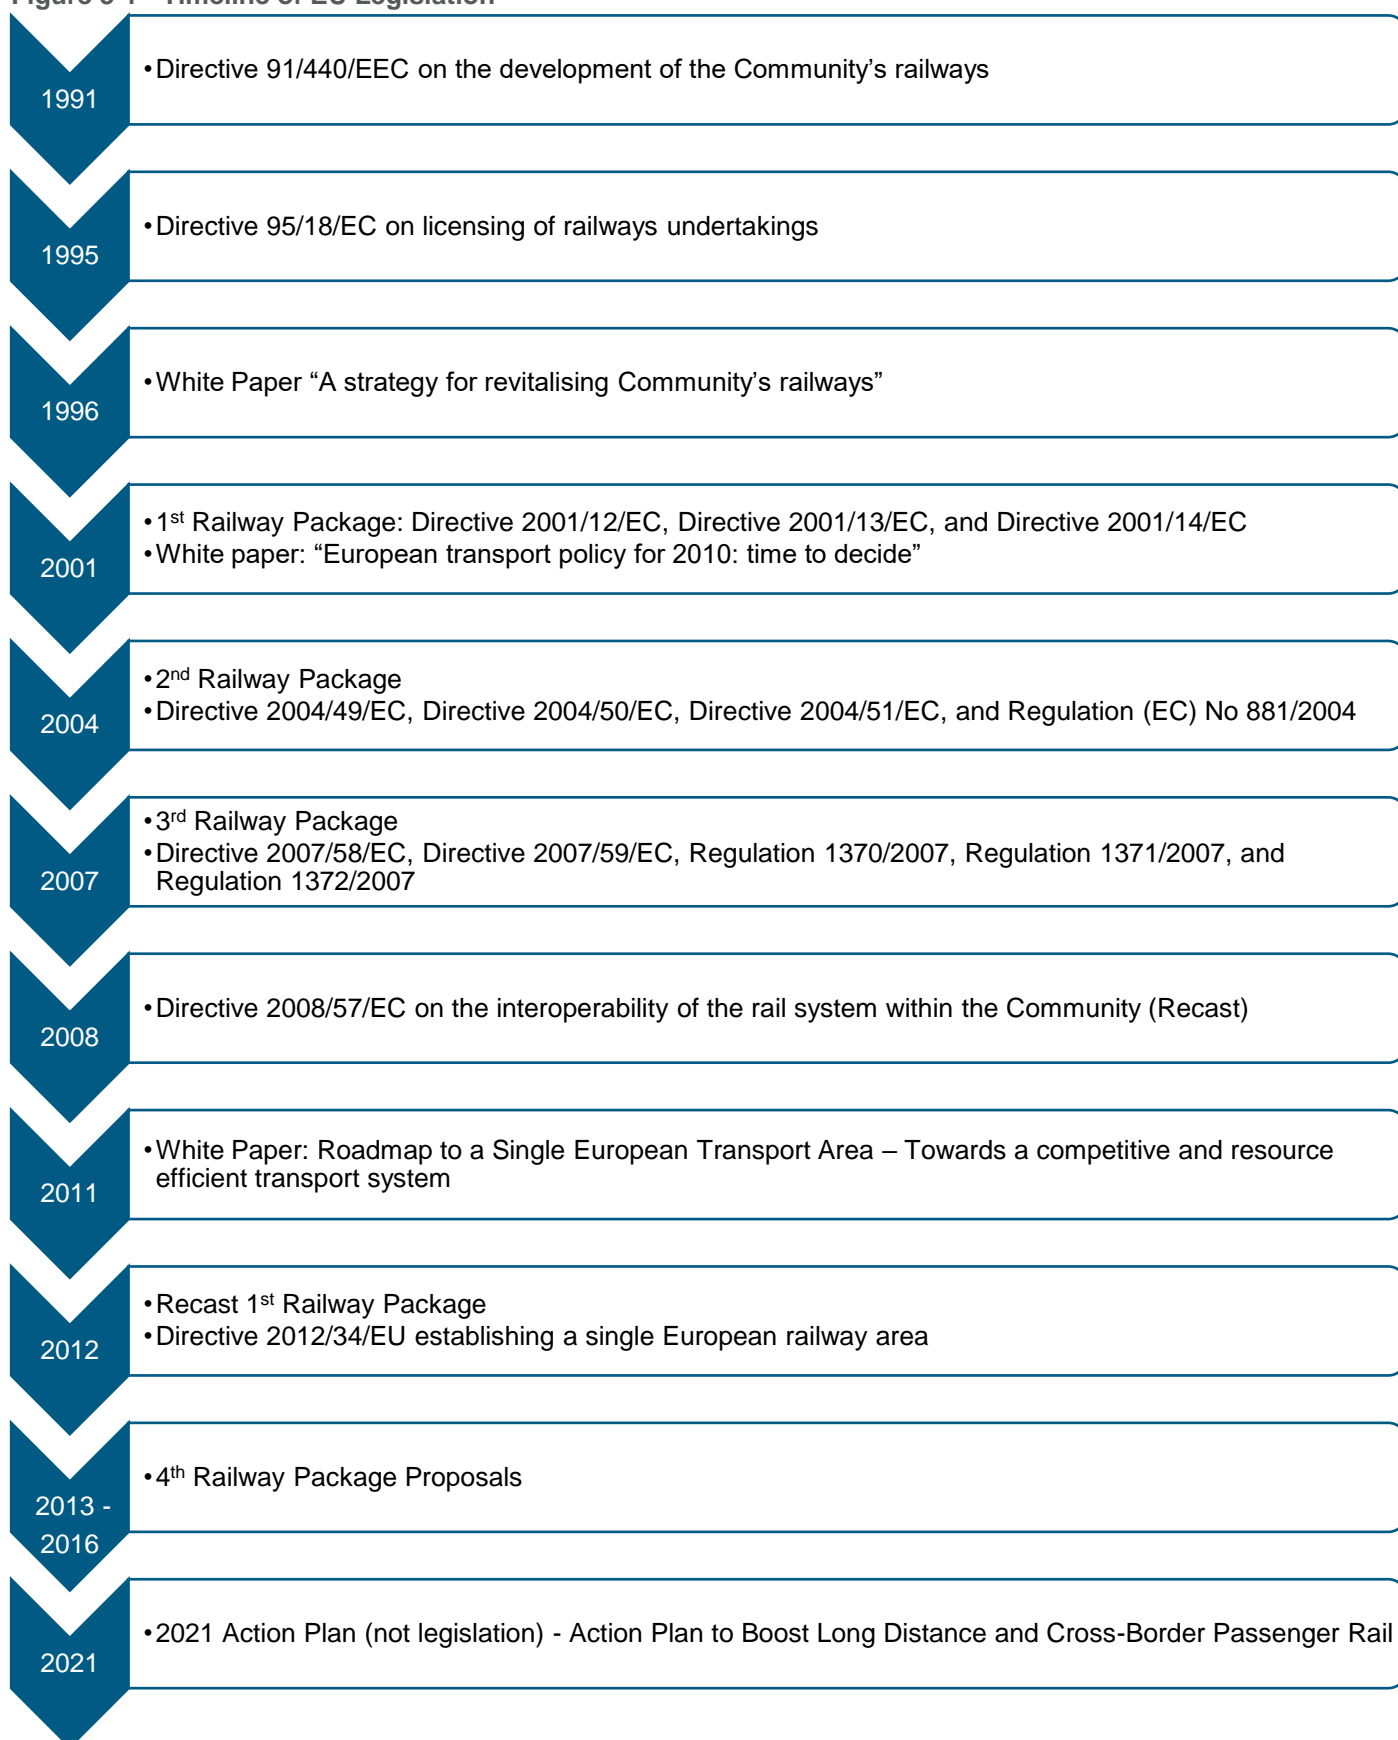 Figure 3-1 - Timeline of EU Legislation
1991
•Directive 91/440/EEC on the development of the Community’s railways
1995
•Directive 95/18/EC on licensing of railways undertakings
1996
•White Paper “A strategy for revitalising Community’s railways”
2001
•1st Railway Package: Directive 2001/12/EC, Directive 2001/13/EC, and Directive 2001/14/EC
•White paper: “European transport policy for 2010: time to decide”
2004
•2nd Railway Package
•Directive 2004/49/EC, Directive 2004/50/EC, Directive 2004/51/EC, and Regulation (EC) No 881/2004
2007
•3rd Railway Package
•Directive 2007/58/EC, Directive 2007/59/EC, Regulation 1370/2007, Regulation 1371/2007, and
Regulation 1372/2007
2008
•Directive 2008/57/EC on the interoperability of the rail system within the Community (Recast)
2011
•White Paper: Roadmap to a Single European Transport Area – Towards a competitive and resource
efficient transport system
2012
•Recast 1st Railway Package
•Directive 2012/34/EU establishing a single European railway area
2013 -
2016
•4th Railway Package Proposals
2021
•2021 Action Plan (not legislation) - Action Plan to Boost Long Distance and Cross-Border Passenger Rail